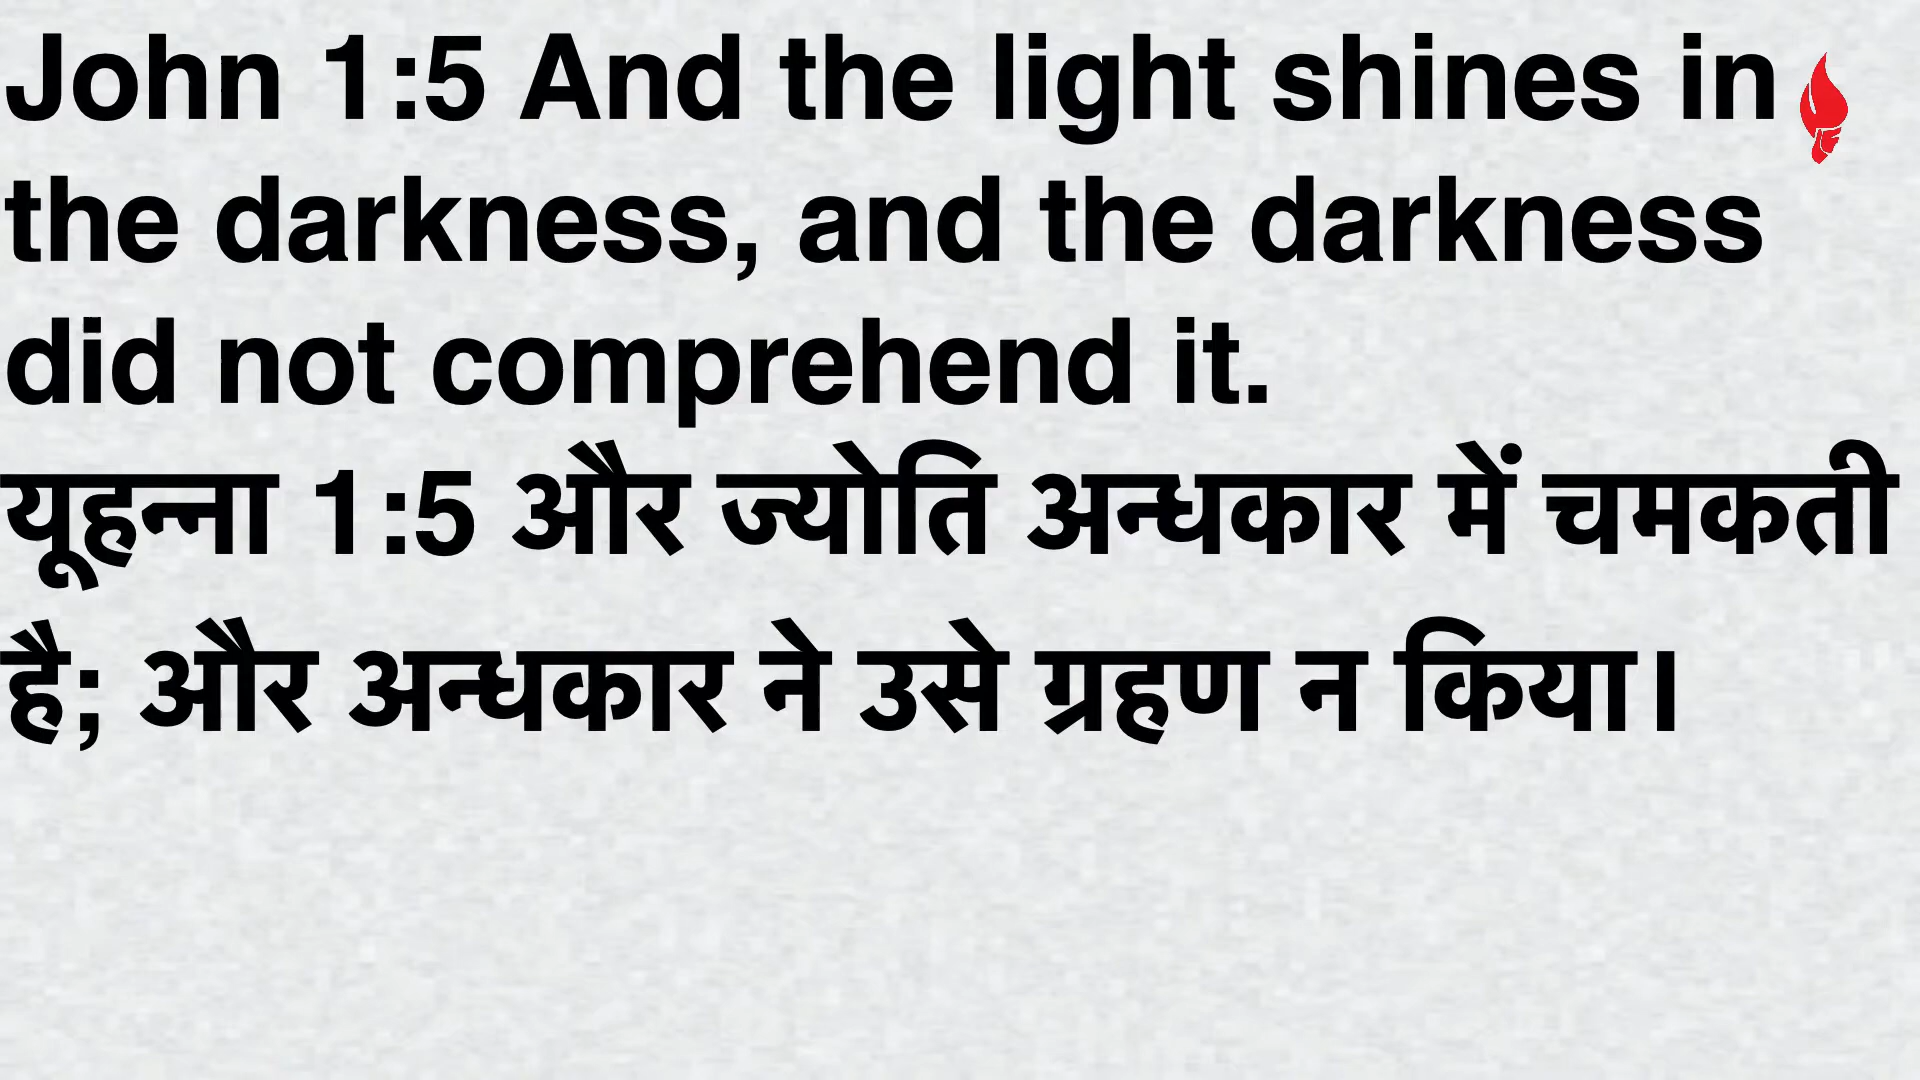 John 1:5 And the light shines in
the darkness, and the darkness
did not comprehend it.
यूहन्ना 1:5 और ज्योति अन्धकार में चमकती
है; और अन्धकार ने उसे ग्रहण न किया।